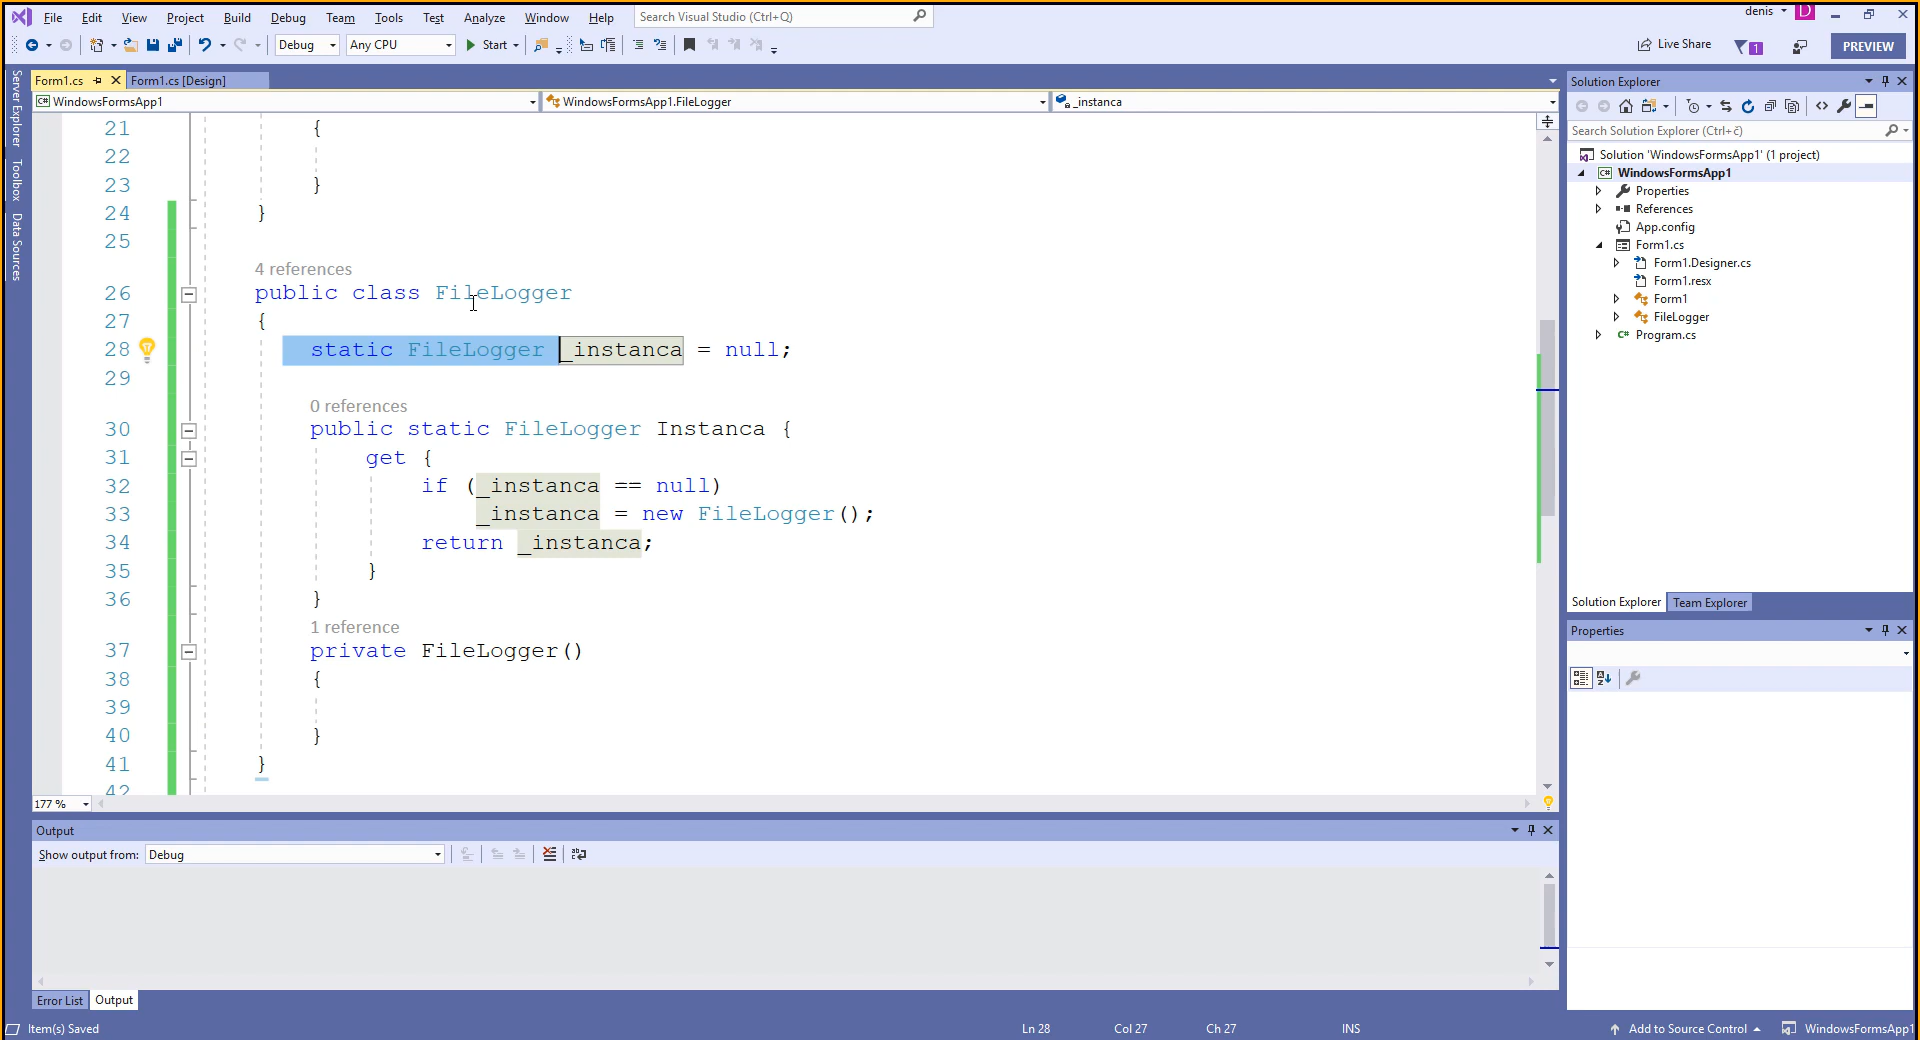 File Edit View Project Build Debug Team Tools Test Analyze Window Help Search Visual Studio (Ctrl+Q) denis D
Debug Any CPU Start Live Share 1 PREVIEW
Form1.cs Form1.cs [Design]
WindowsFormsApp1 WindowsFormsApp1.FileLogger _instanca
Server Explorer
Toolbox
Data Sources
21 {
22
23 }
24 }
25
4 references
26 public class FileLogger
27 {
28 static FileLogger _instanca = null;
29
0 references
30 public static FileLogger Instanca {
31 get {
32 if (_instanca == null)
33 _instanca = new FileLogger();
34 return _instanca;
35 }
36 }
1 reference
37 private FileLogger()
38 {
39
40 }
41 }
42
177 %
Output
Show output from: Debug
Error List Output
Solution Explorer
Search Solution Explorer (Ctrl+č)
Solution 'WindowsFormsApp1' (1 project)
C# WindowsFormsApp1
Properties
References
App.config
Form1.cs
Form1.Designer.cs
Form1.resx
Form1
FileLogger
C# Program.cs
Solution Explorer Team Explorer
Properties
Item(s) Saved Ln 28 Col 27 Ch 27 INS Add to Source Control WindowsFormsApp1